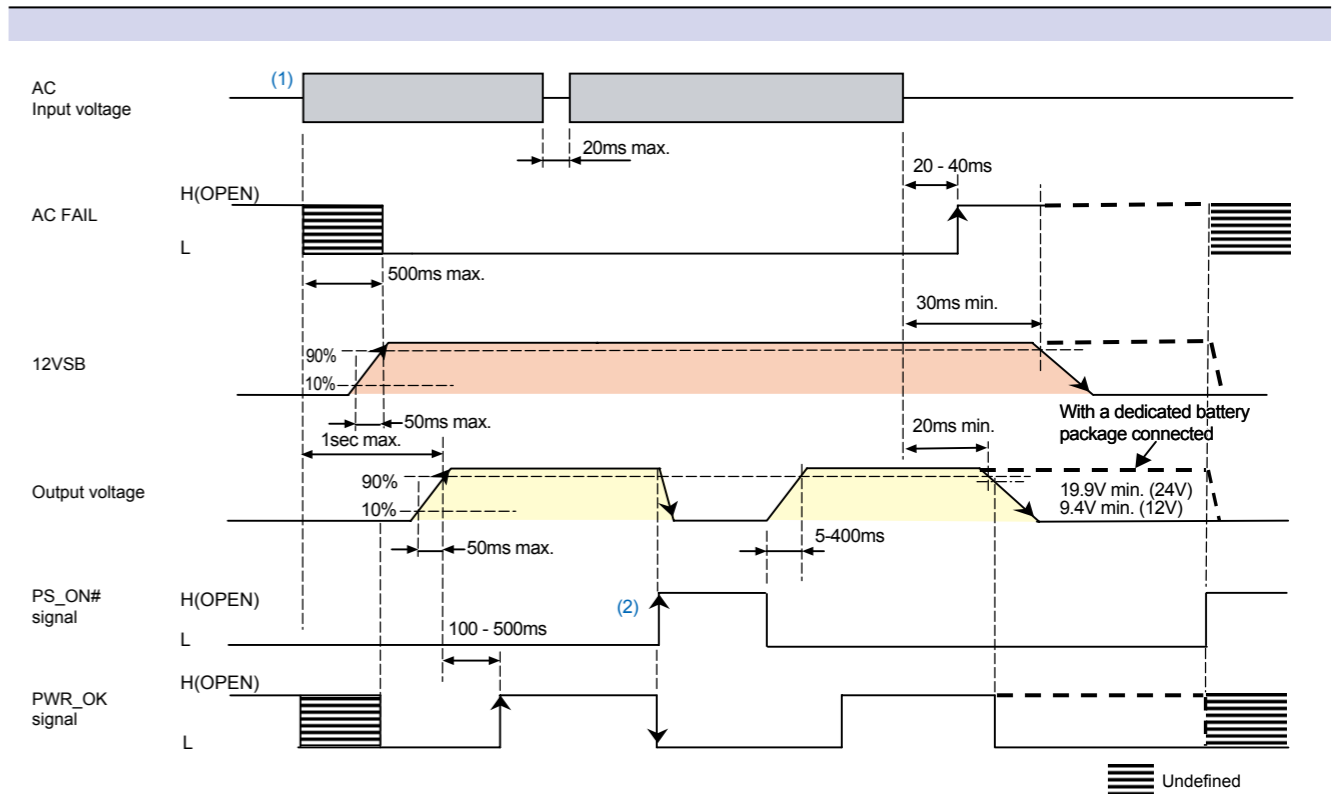 (1)
AC
Input voltage
20ms max.
20 - 40ms
H(OPEN)
AC FAIL
L
500ms max.
30ms min.
90%
12VSB
10%
50ms max.
1sec max.
20ms min.
With a dedicated battery
package connected
90%
Output voltage
10%
19.9V min. (24V)
9.4V min. (12V)
50ms max.
5-400ms
PS_ON#
signal
H(OPEN)
(2)
L
100 - 500ms
H(OPEN)
PWR_OK
signal
L
Undefined